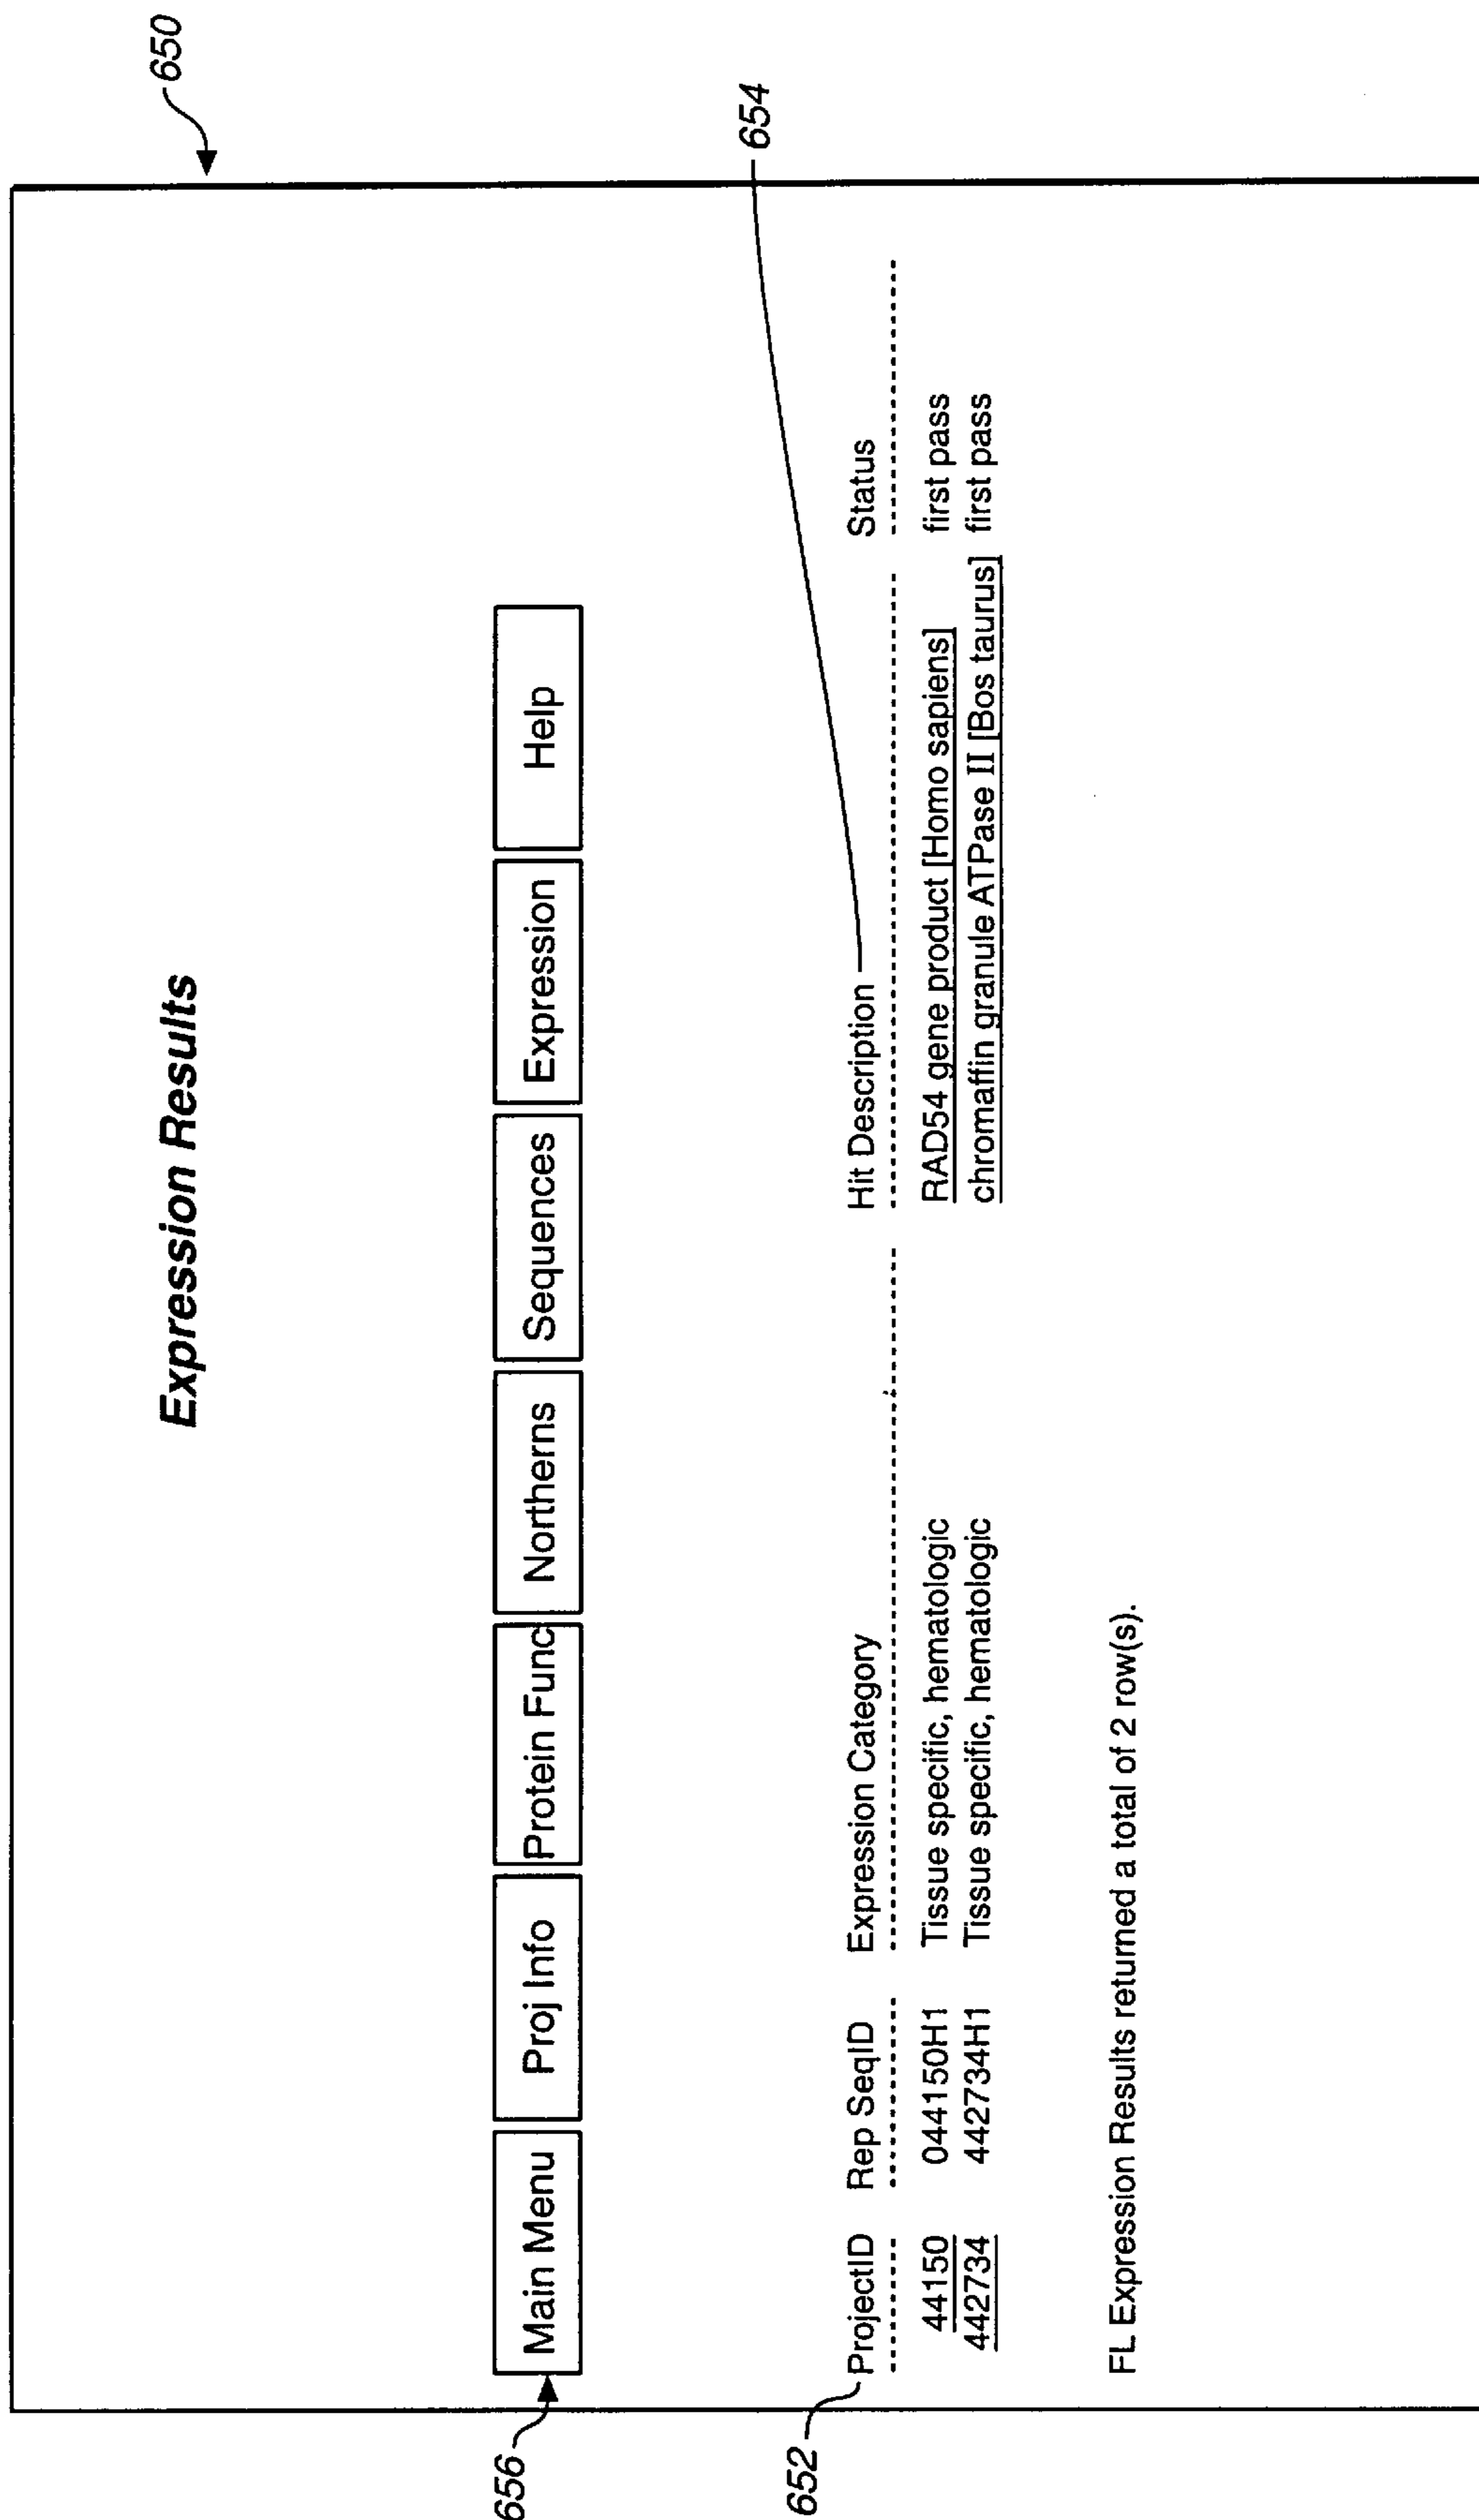 650
Expression Results
656
Main Menu Proj Info Protein Func Northerns Sequences Expression Help
654
652
ProjectID Rep SeqID Expression Category Hit Description Status
44150 044150H1 Tissue specific, hematologic RAD54 gene product [Homo sapiens] first pass
442734 442734H1 Tissue specific, hematologic chromaffin granule ATPase II [Bos taurus] first pass
FL Expression Results returned a total of 2 row(s).